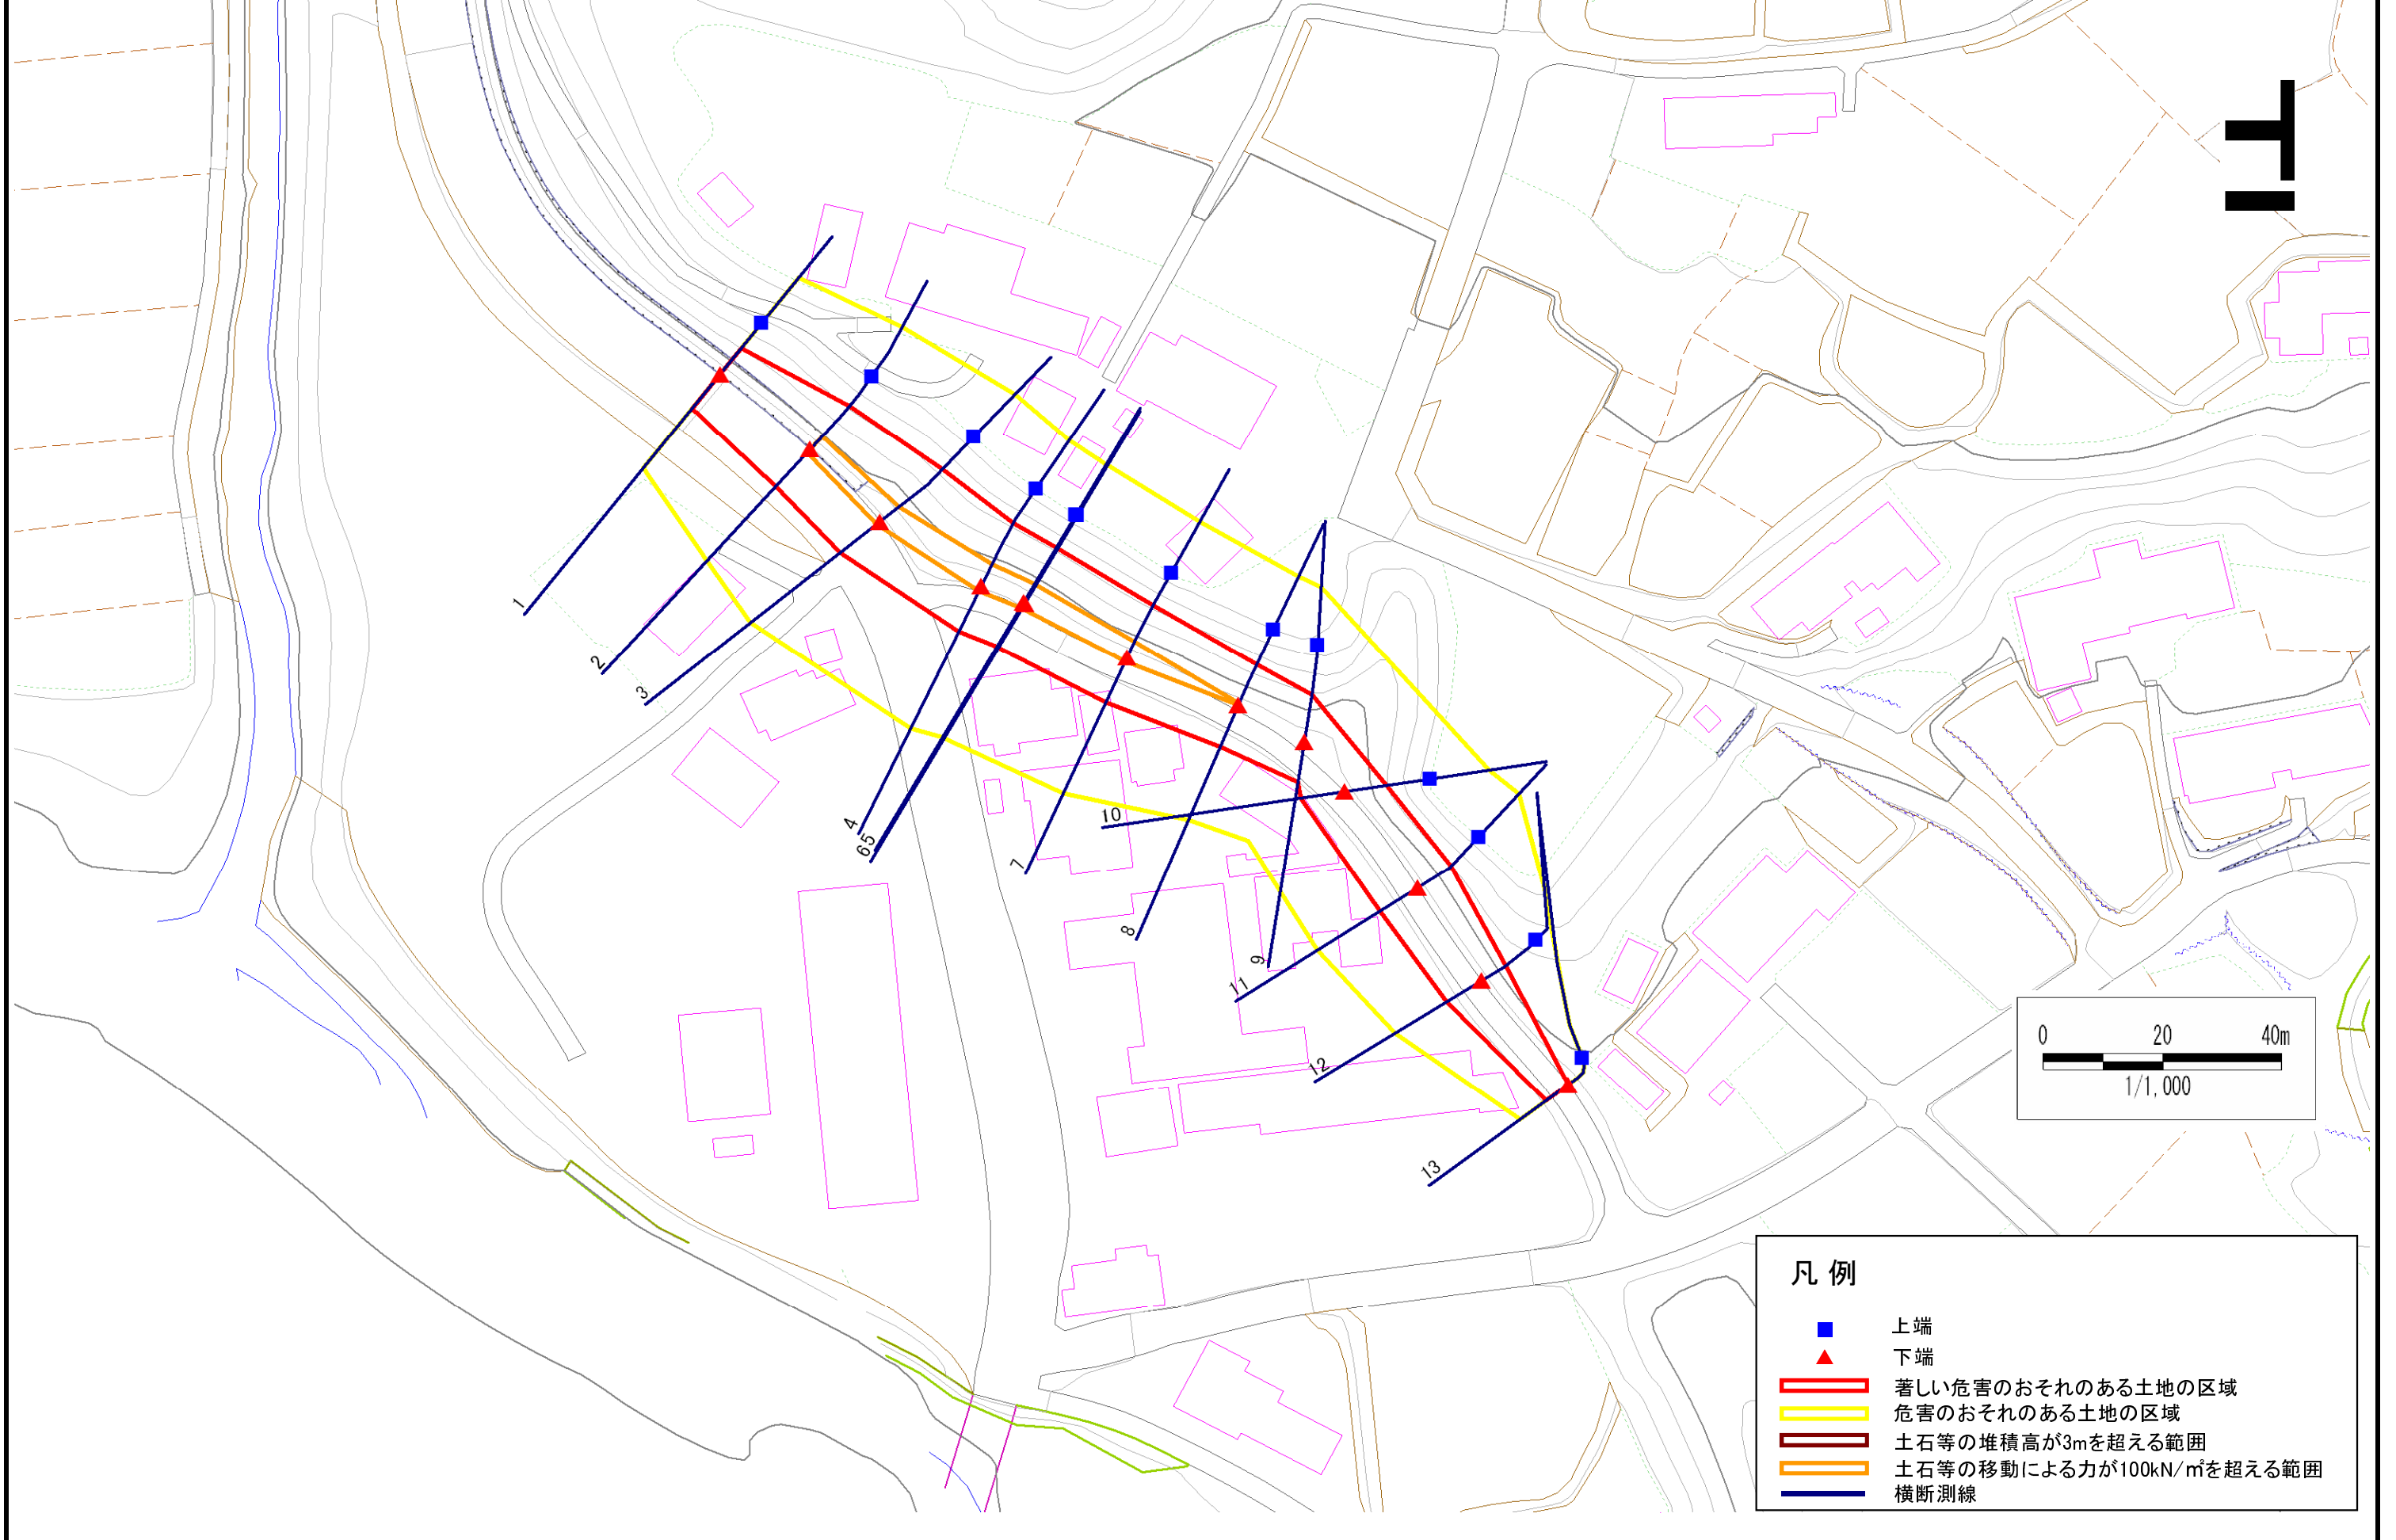 1
2
3
4
5
6
7
8
9
10
11
12
13
0 20 40m
1/1,000
凡 例
上端
下端
著しい危害のおそれのある土地の区域
危害のおそれのある土地の区域
土石等の堆積高が3mを超える範囲
土石等の移動による力が100kN/㎡を超える範囲
横断測線